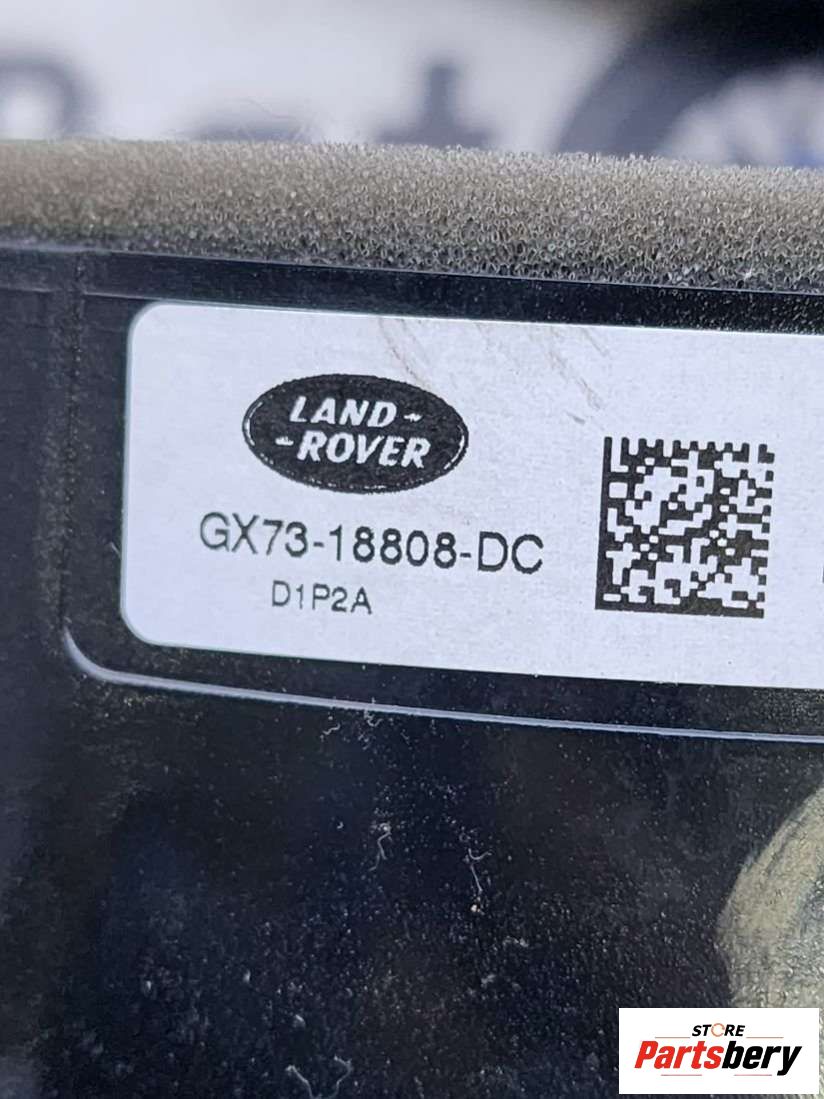 LAND-
-ROVER
GX73-18808-DC
D1P2A
STORE
Partsbery